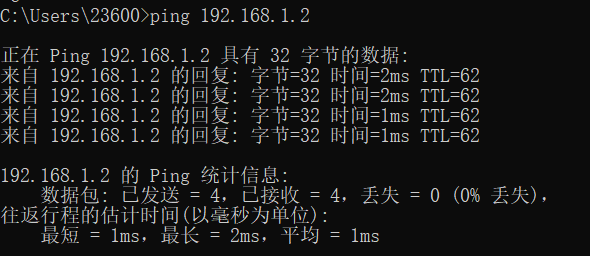 C:\Users\23600>ping 192.168.1.2
正在 Ping 192.168.1.2 具有 32 字节的数据:
来自 192.168.1.2 的回复: 字节=32 时间=2ms TTL=62
来自 192.168.1.2 的回复: 字节=32 时间=2ms TTL=62
来自 192.168.1.2 的回复: 字节=32 时间=1ms TTL=62
来自 192.168.1.2 的回复: 字节=32 时间=1ms TTL=62
192.168.1.2 的 Ping 统计信息:
数据包: 已发送 = 4，已接收 = 4，丢失 = 0 (0% 丢失)，
往返行程的估计时间(以毫秒为单位):
最短 = 1ms，最长 = 2ms，平均 = 1ms